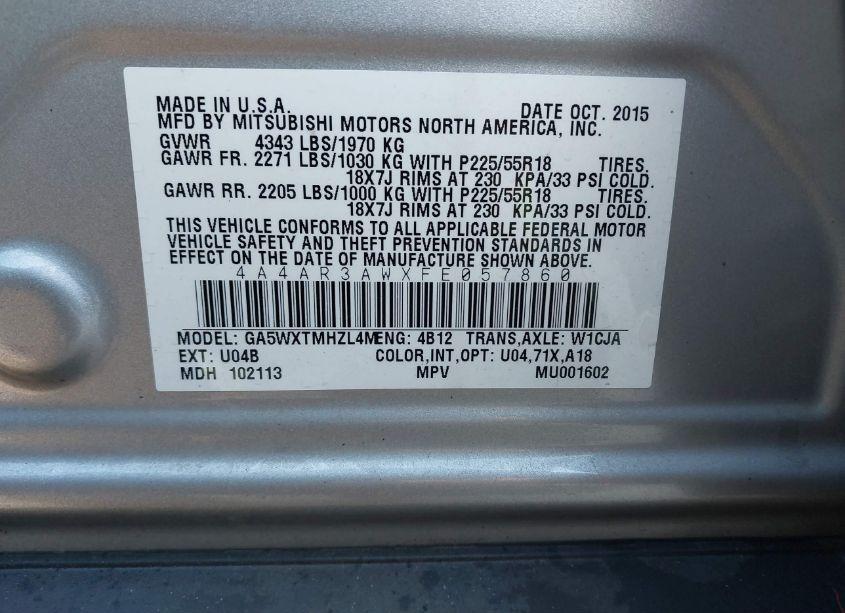 MADE IN U.S.A. DATE OCT. 2015
MFD BY MITSUBISHI MOTORS NORTH AMERICA, INC.
GVWR 4343 LBS/1970 KG
GAWR FR. 2271 LBS/1030 KG WITH P225/55R18 TIRES.
18X7J RIMS AT 230 KPA/33 PSI COLD.
GAWR RR. 2205 LBS/1000 KG WITH P225/55R18 TIRES.
18X7J RIMS AT 230 KPA/33 PSI COLD.
THIS VEHICLE CONFORMS TO ALL APPLICABLE FEDERAL MOTOR
VEHICLE SAFETY AND THEFT PREVENTION STANDARDS IN
EFFECT ON THE DATE OF MANUFACTURE SHOWN ABOVE.
4A4AR3AWXFE057860
MODEL: GA5WXTMHZL4M ENG: 4B12 TRANS,AXLE: W1CJA
EXT: U04B COLOR,INT,OPT: U04,71X,A18
MDH 102113 MPV MU001602